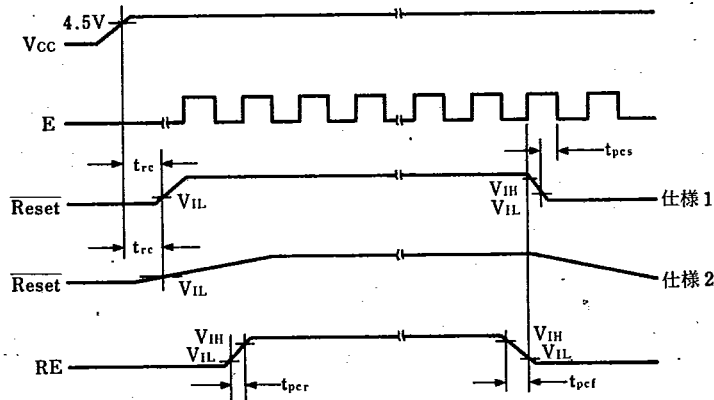 4.5V
VCC
E
trc
tpcs
Reset
VIL
VIH
VIL
仕様1
trc
Reset
VIL
仕様2
VIH
VIL
VIH
VIL
RE
tpcr
tpcf